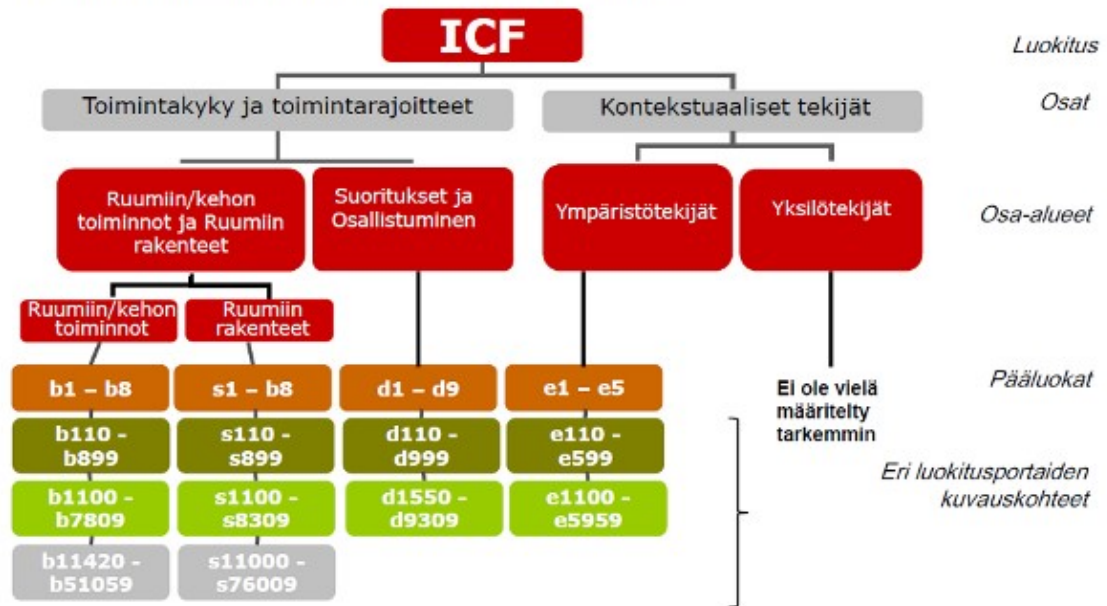 ICF
Luokitus
Toimintakyky ja toimintarajoitteet
Kontekstuaaliset tekijät
Osat
Ruumiin/kehon
toiminnot ja Ruumiin
rakenteet
Suoritukset ja
Osallistuminen
Ympäristötekijät
Yksilötekijät
Osa-alueet
Ruumiin/kehon
toiminnot
Ruumiin
rakenteet
b1 – b8
s1 – b8
d1 – d9
e1 – e5
Ei ole vielä
määritelty
tarkemmin
Pääluokat
b110 -
b899
s110 -
s899
d110 -
d999
e110 -
e599
Eri luokitusportaiden
kuvauskohteet
b1100 -
b7809
s1100 -
s8309
d1550 -
d9309
e1100 -
e5959
b11420 -
b51059
s11000 -
s76009